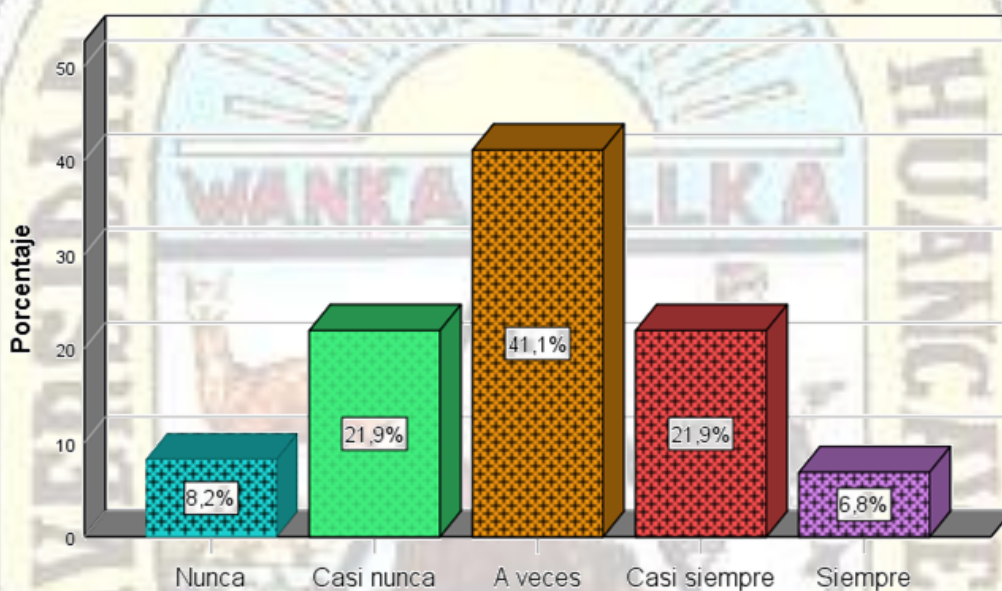 Porcentaje
50
40
30
20
10
0
8,2%
21,9%
41,1%
21,9%
6,8%
Nunca
Casi nunca
A veces
Casi siempre
Siempre
WANKA
LLKA